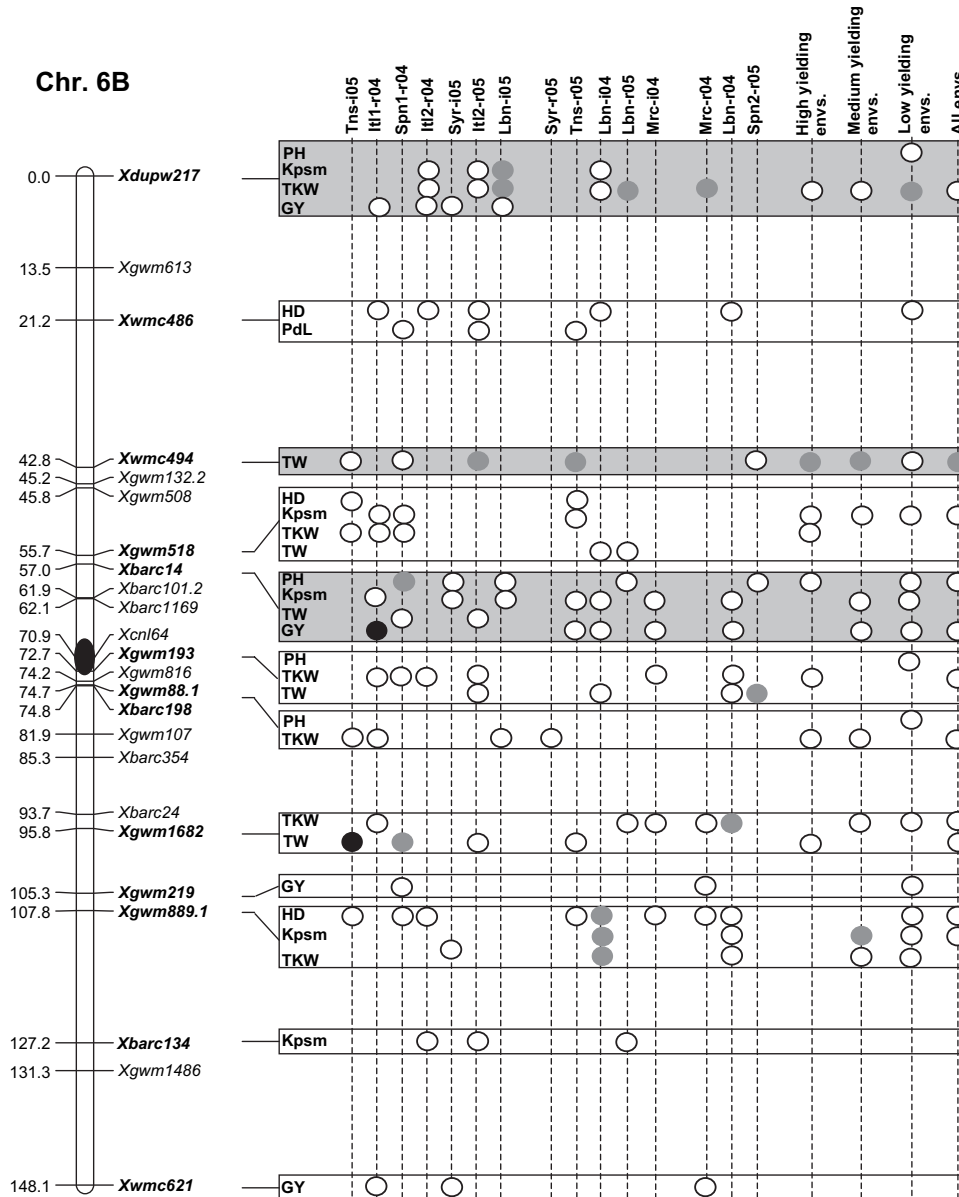 Chr. 6B
Tns-i05
Itl1-r04
Spn1-r04
Itl2-r04
Syr-i05
Itl2-r05
Lbn-i05
Syr-r05
Tns-r05
Lbn-i04
Lbn-r05
Mrc-i04
Mrc-r04
Lbn-r04
Spn2-r05
High yielding
envs.
Medium yielding
envs.
Low yielding
envs.
All envs.
0.0 Xdupw217
PH
Kpsm
TKW
GY
13.5 Xgwm613
21.2 Xwmc486
HD
PdL
42.8 Xwmc494
TW
45.2 Xgwm132.2
45.8 Xgwm508
HD
Kpsm
TKW
TW
55.7 Xgwm518
57.0 Xbarc14
61.9 Xbarc101.2
62.1 Xbarc1169
PH
Kpsm
TW
GY
70.9 Xcnl64
72.7 Xgwm193
74.2 Xgwm816
74.7 Xgwm88.1
74.8 Xbarc198
PH
TKW
TW
81.9 Xgwm107
85.3 Xbarc354
PH
TKW
93.7 Xbarc24
95.8 Xgwm1682
TKW
TW
105.3 Xgwm219
GY
107.8 Xgwm889.1
HD
Kpsm
TKW
127.2 Xbarc134
Kpsm
131.3 Xgwm1486
148.1 Xwmc621
GY